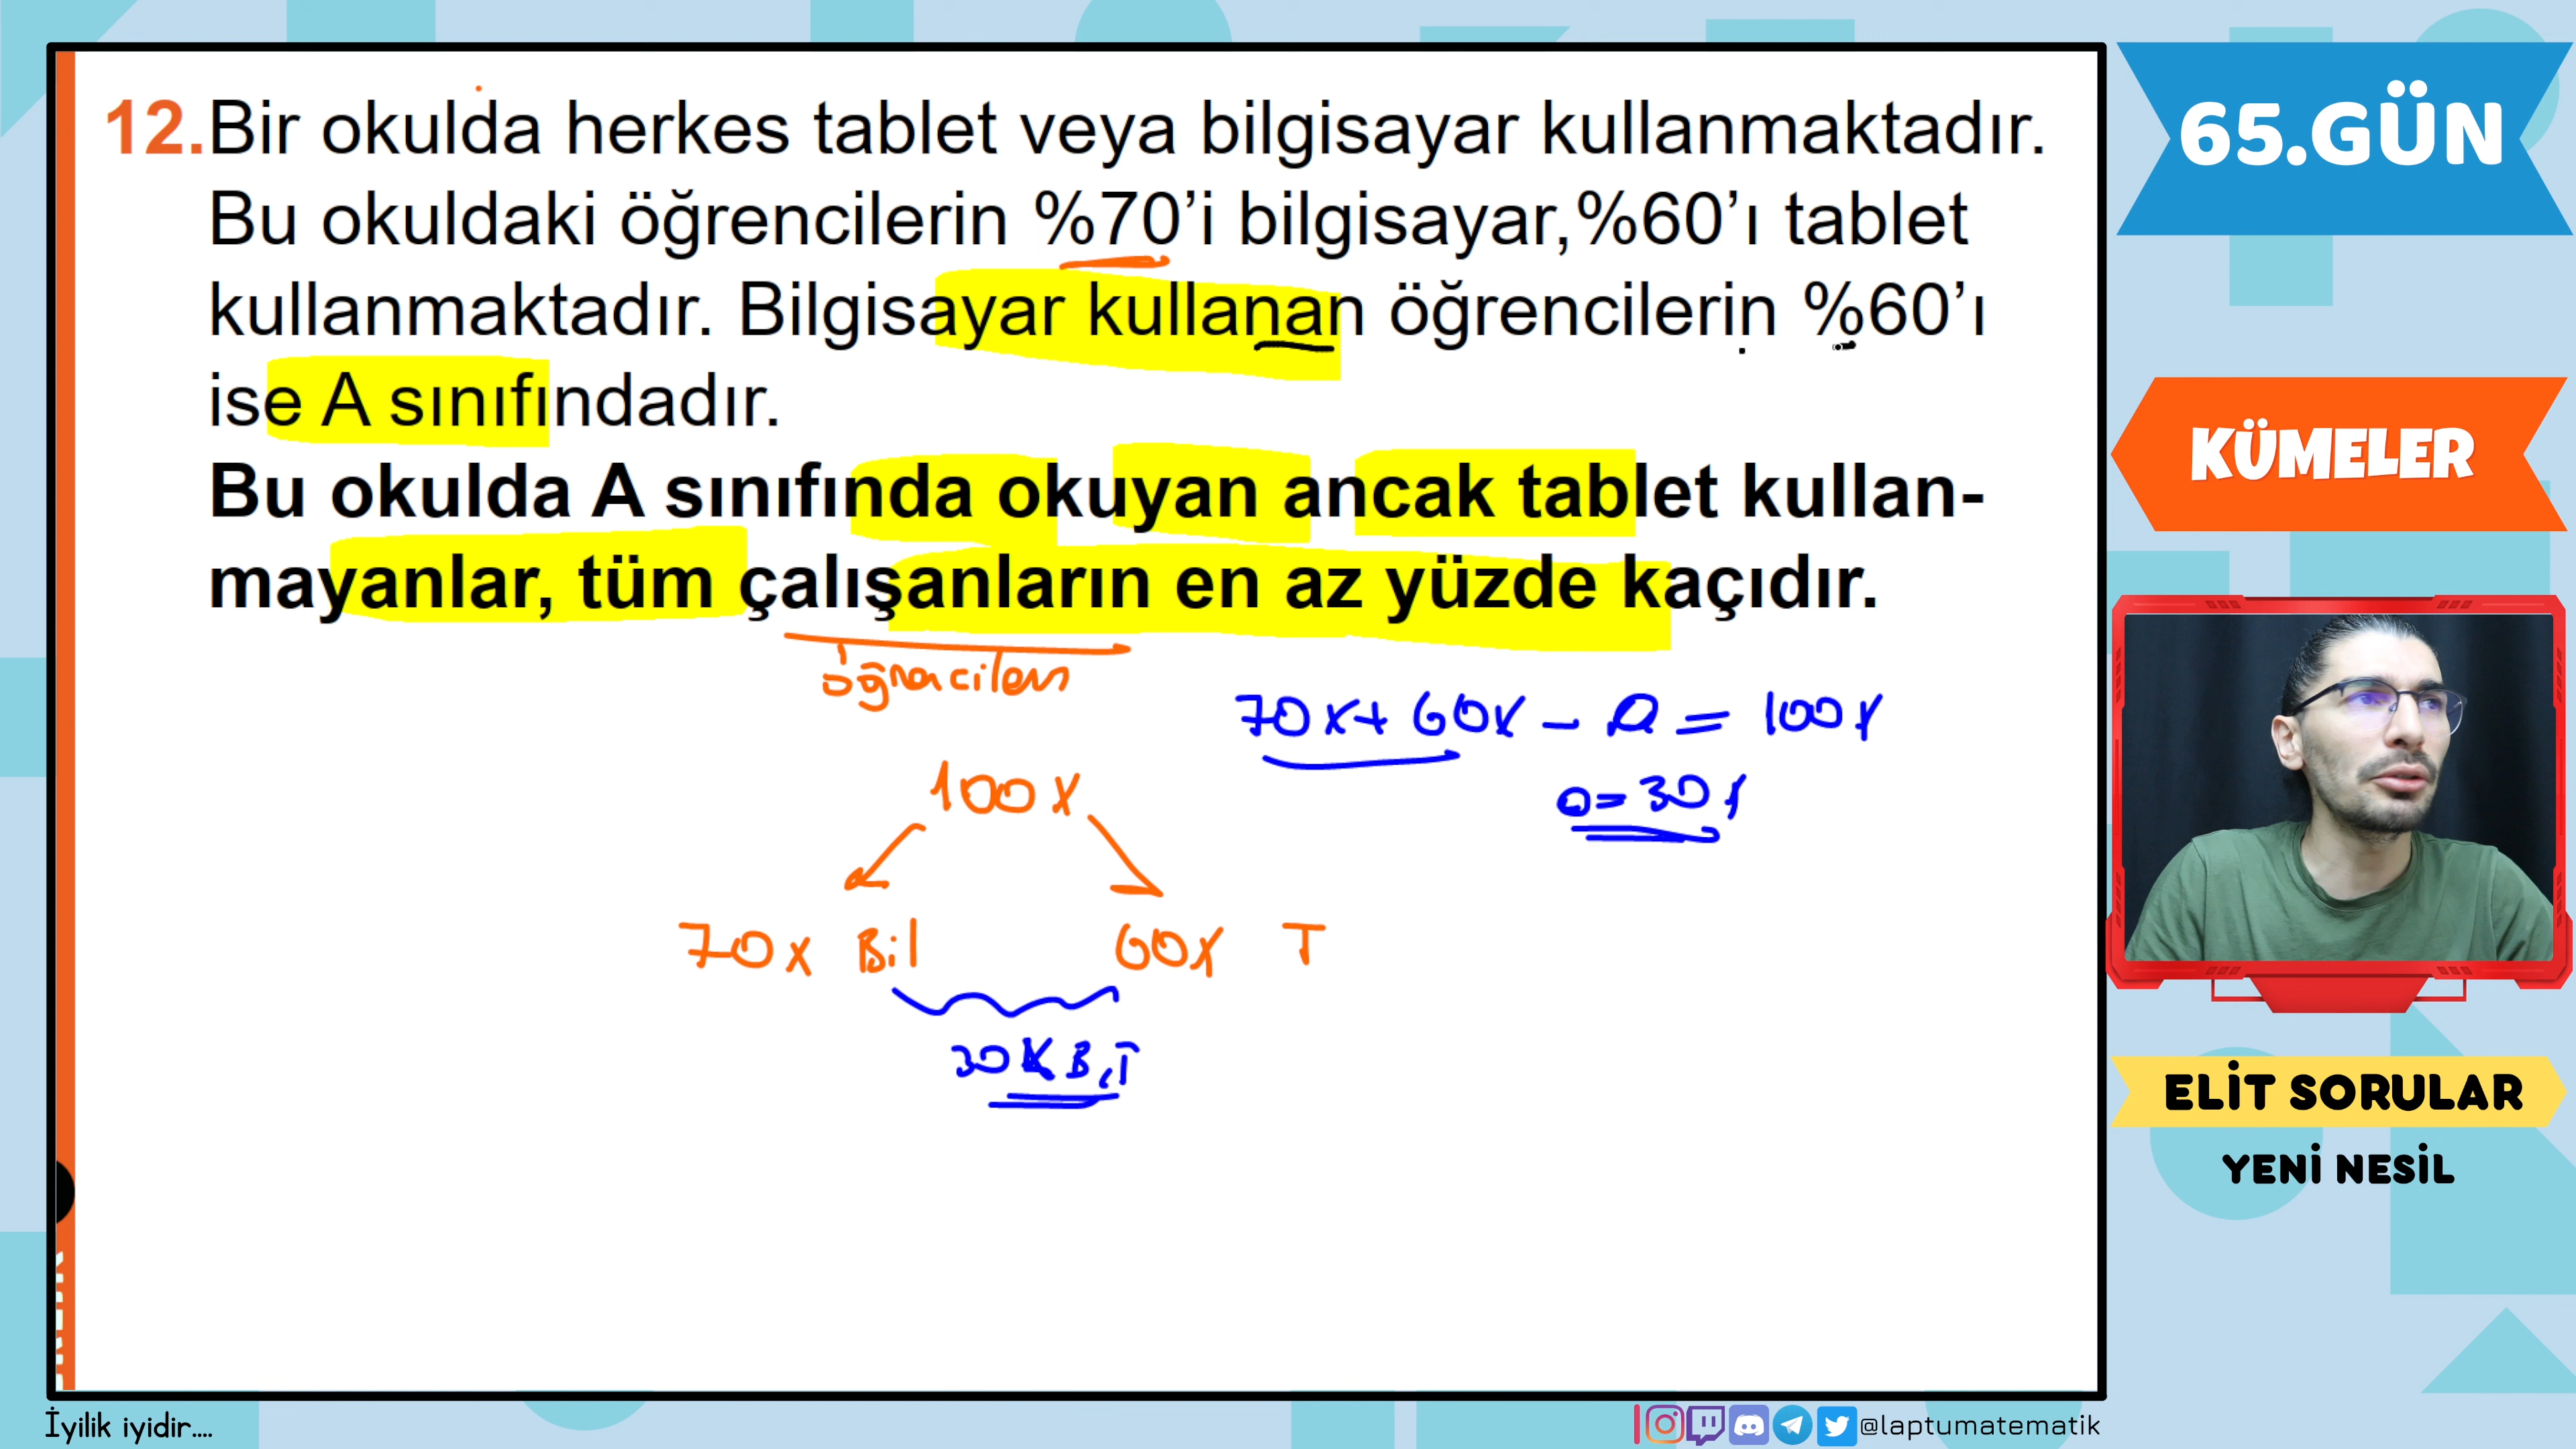 12.Bir okulda herkes tablet veya bilgisayar kullanmaktadır.
Bu okuldaki öğrencilerin %70'i bilgisayar,%60'ı tablet
kullanmaktadır. Bilgisayar kullanan öğrencilerin %60'ı
ise A sınıfındadır.
Bu okulda A sınıfında okuyan ancak tablet kullan-
mayanlar, tüm çalışanların en az yüzde kaçıdır.
öğrenciler
70x+ 60x - a = 100x
a=30x
100x
70x Bil 60x T
30x B,T
65.GÜN
KÜMELER
ELİT SORULAR
YENİ NESİL
İyilik iyidir....
@laptumatematik